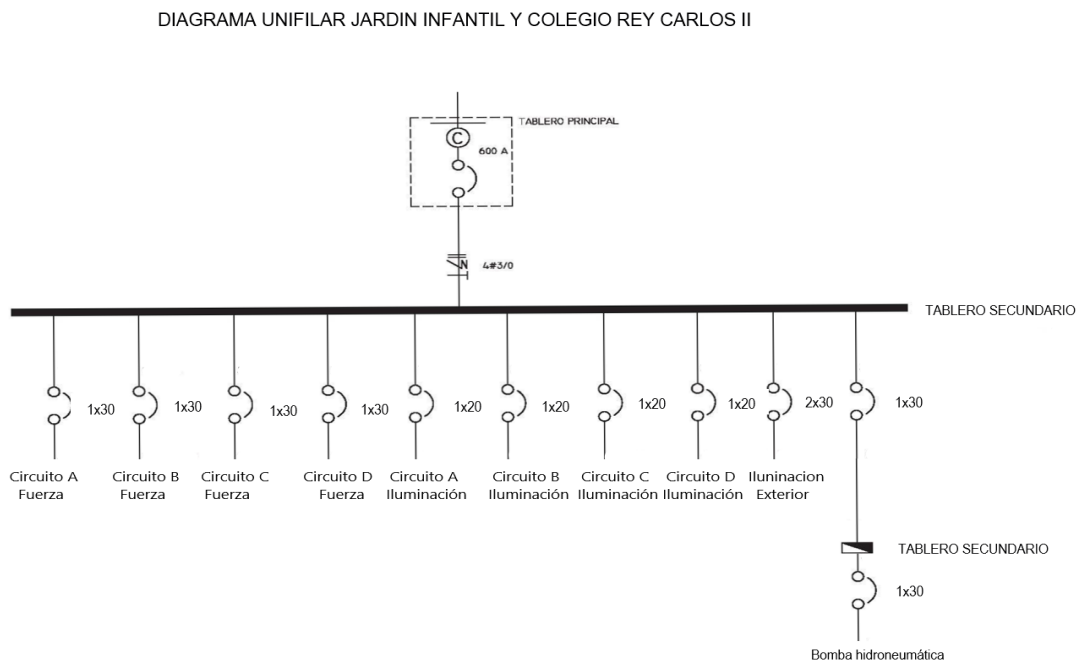 DIAGRAMA UNIFILAR JARDIN INFANTIL Y COLEGIO REY CARLOS II
TABLERO PRINCIPAL
C
600 A
N
4#3/0
TABLERO SECUNDARIO
1x30
1x30
1x30
1x30
1x20
1x20
1x20
1x20
2x30
1x30
Circuito A
Fuerza
Circuito B
Fuerza
Circuito C
Fuerza
Circuito D
Fuerza
Circuito A
Iluminación
Circuito B
Iluminación
Circuito C
Iluminación
Circuito D
Iluminación
Iluninacion
Exterior
TABLERO SECUNDARIO
1x30
Bomba hidroneumática